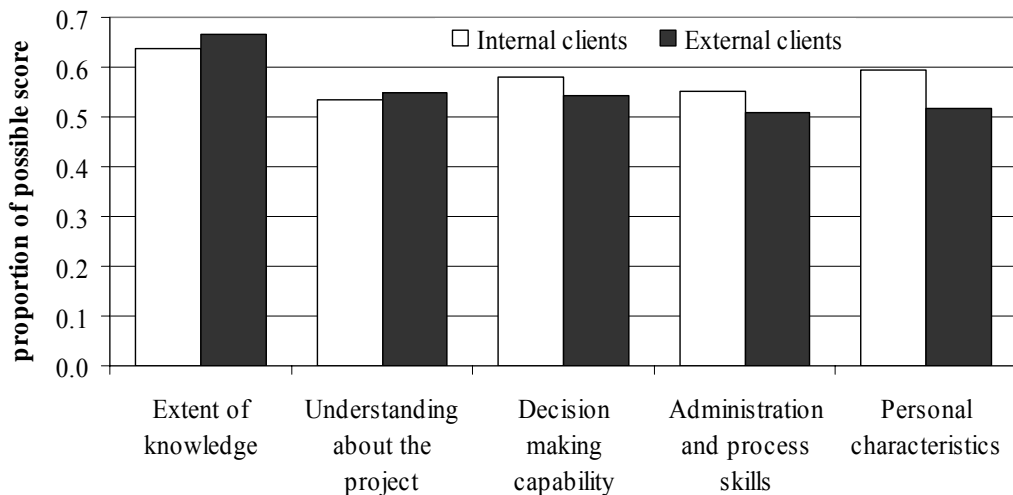 proportion of possible score
0.7
0.6
0.5
0.4
0.3
0.2
0.1
0.0
Internal clients
External clients
Extent of
knowledge
Understanding
about the
project
Decision
making
capability
Administration
and process
skills
Personal
characteristics